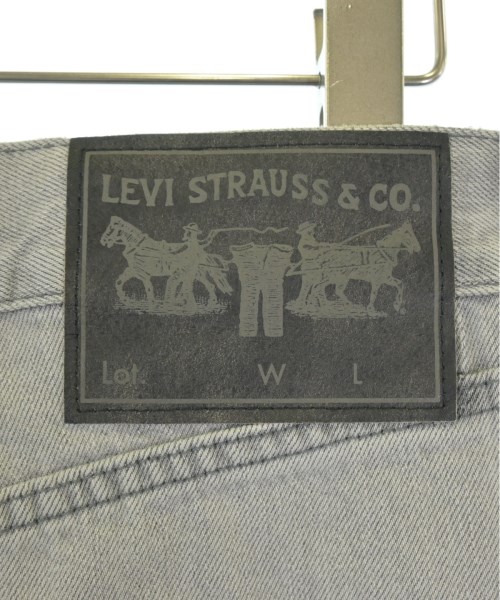 LEVI STRAUSS & CO.
Lot. W L